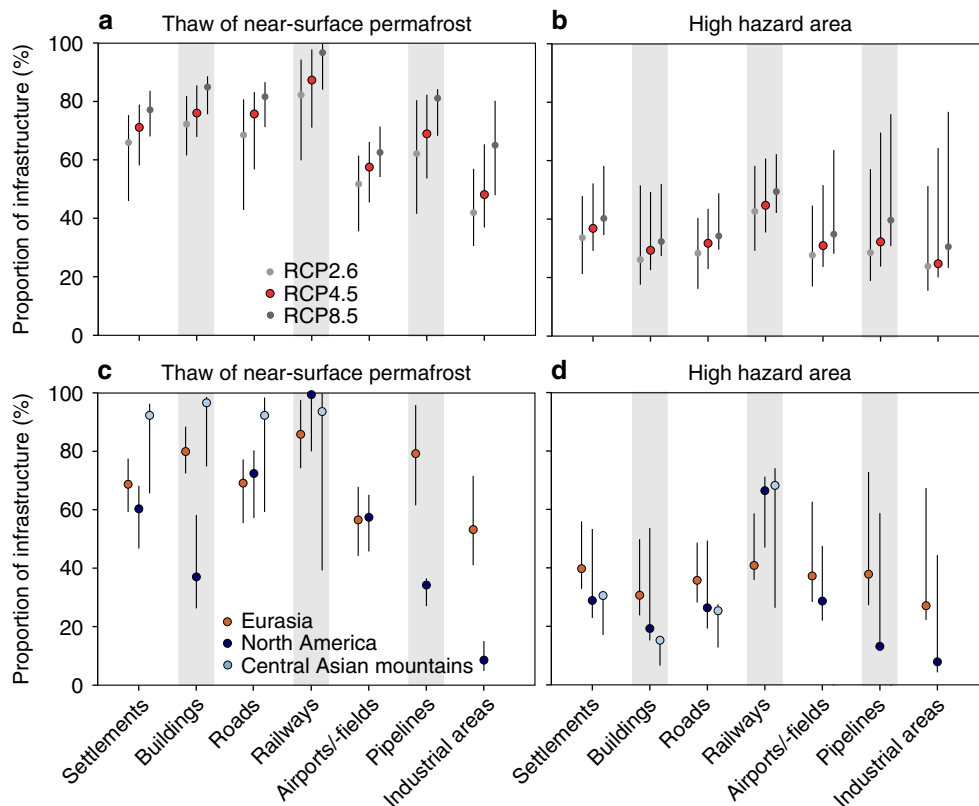 a Thaw of near-surface permafrost
Proportion of infrastructure (%)
100
80
60
40
20
0
RCP2.6
RCP4.5
RCP8.5
b High hazard area
c Thaw of near-surface permafrost
Proportion of infrastructure (%)
100
80
60
40
20
0
Eurasia
North America
Central Asian mountains
Settlements
Buildings
Roads
Railways
Airports/-fields
Pipelines
Industrial areas
d High hazard area
Settlements
Buildings
Roads
Railways
Airports/-fields
Pipelines
Industrial areas